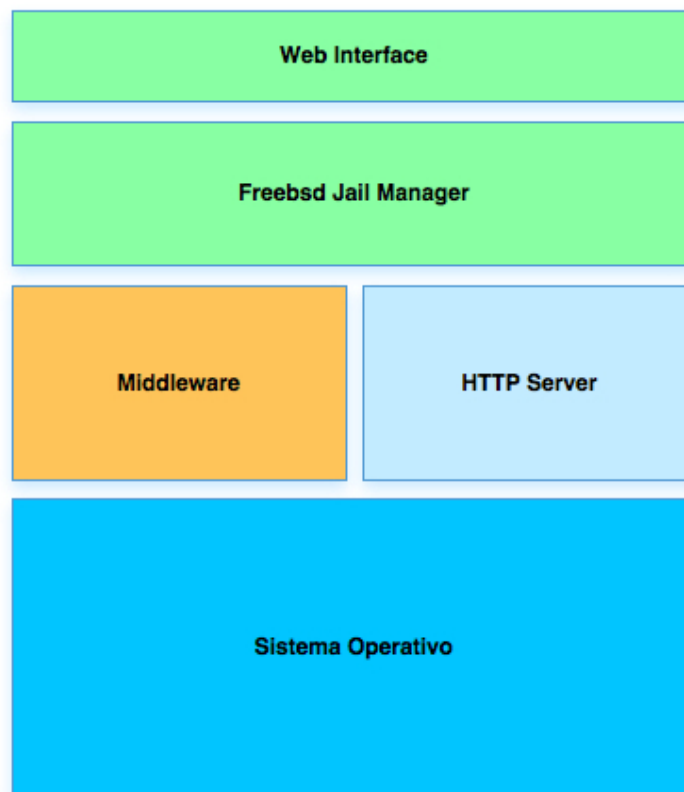 Web Interface
Freebsd Jail Manager
Middleware
HTTP Server
Sistema Operativo